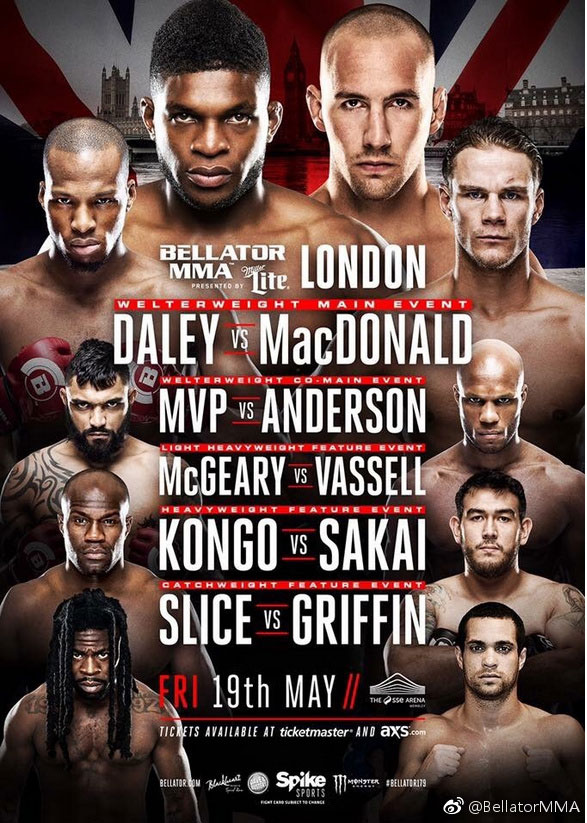 BELLATOR
MMA™ Miller Lite LONDON
PRESENTED BY
WELTERWEIGHT MAIN EVENT
DALEY VS MacDONALD
WELTERWEIGHT CO-MAIN EVENT
MVP VS ANDERSON
LIGHT HEAVYWEIGHT FEATURE EVENT
McGEARY VS VASSELL
HEAVYWEIGHT FEATURE EVENT
KONGO VS SAKAI
CATCHWEIGHT FEATURE EVENT
SLICE VS GRIFFIN
FRI 19th MAY // THE sse ARENA
WEMBLEY
TICKETS AVAILABLE AT ticketmaster® AND axs.com
BELLATOR.COM Blackheart Spike SPORTS MONSTER ENERGY #BELLATOR179
FIGHT CARD SUBJECT TO CHANGE
@BellatorMMA